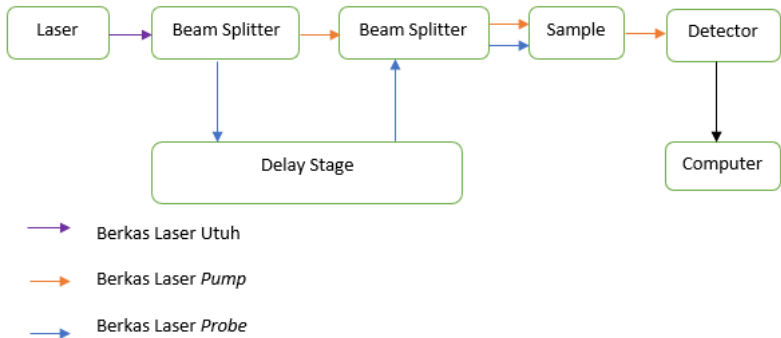 Laser
Beam Splitter
Beam Splitter
Sample
Detector
Delay Stage
Computer
Berkas Laser Utuh
Berkas Laser Pump
Berkas Laser Probe